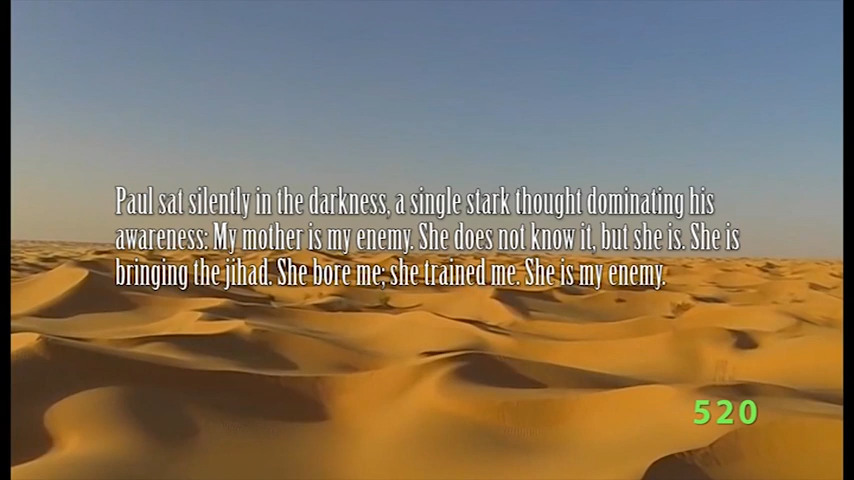 Paul sat silently in the darkness, a single stark thought dominating his
awareness: My mother is my enemy. She does not know it, but she is. She is
bringing the jihad. She bore me; she trained me. She is my enemy.
520